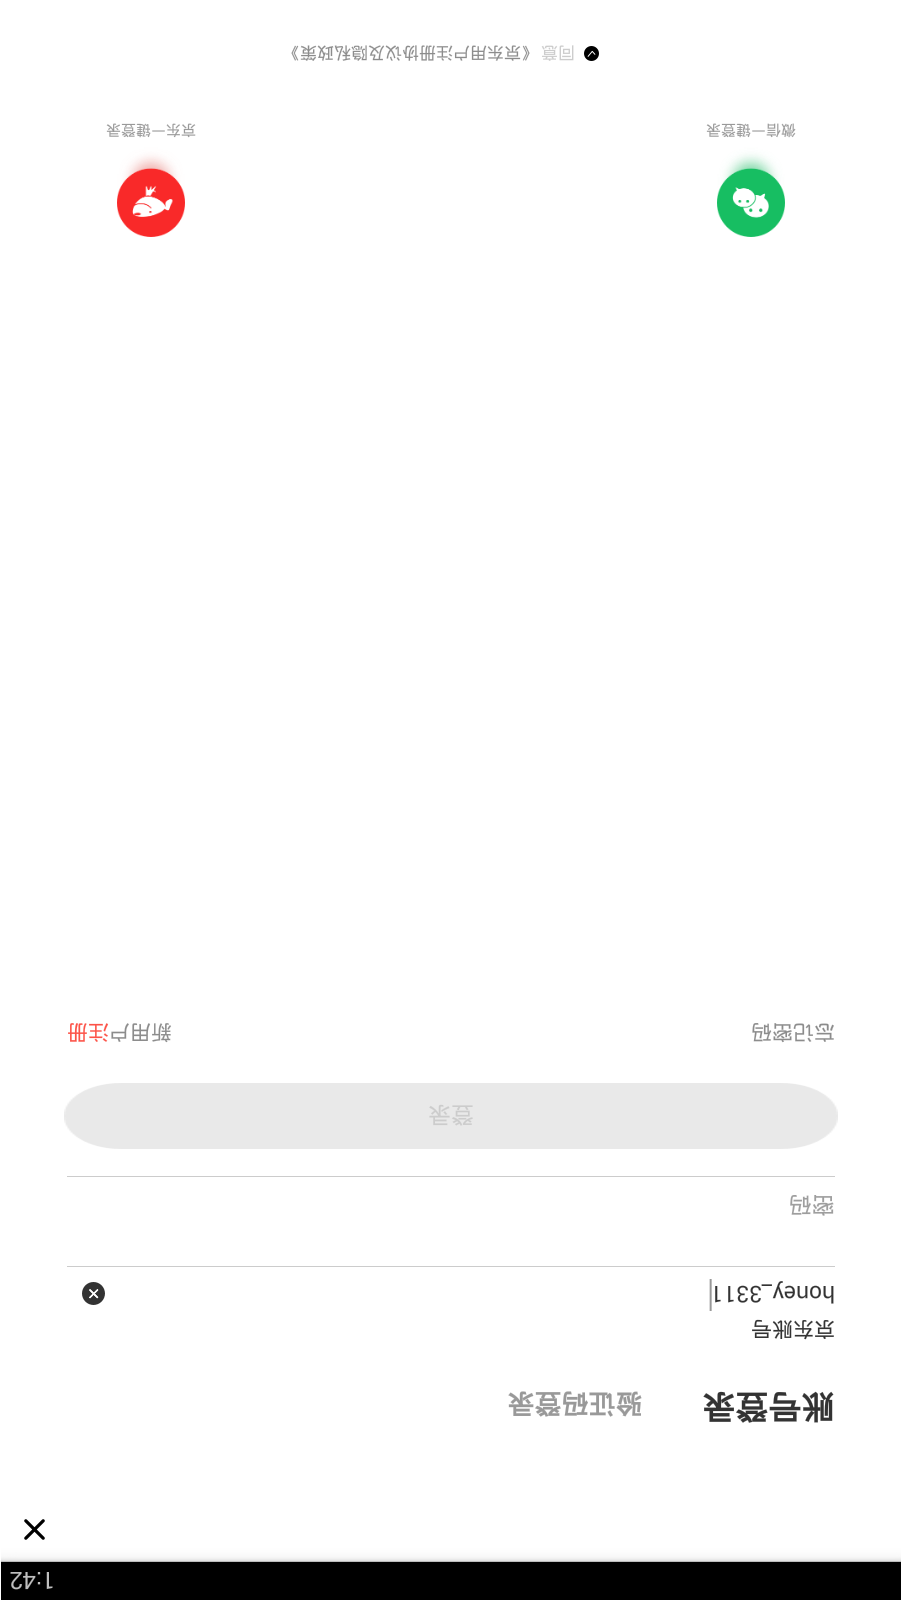 1:42
账号登录 验证码登录
京东账号
honey_3311
密码
登录
忘记密码 新用户注册
微信一键登录 京东一键登录
同意《京东用户注册协议及隐私政策》